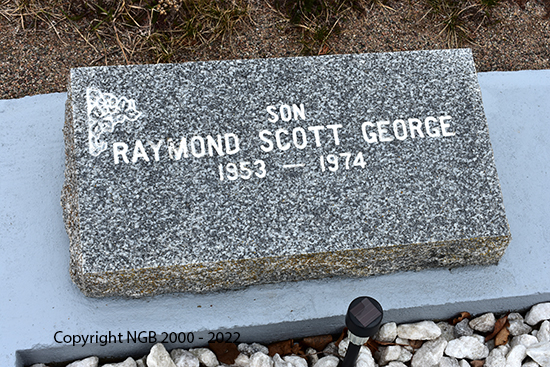 SON
RAYMOND SCOTT GEORGE
1953 — 1974
Copyright NGB 2000 - 2022